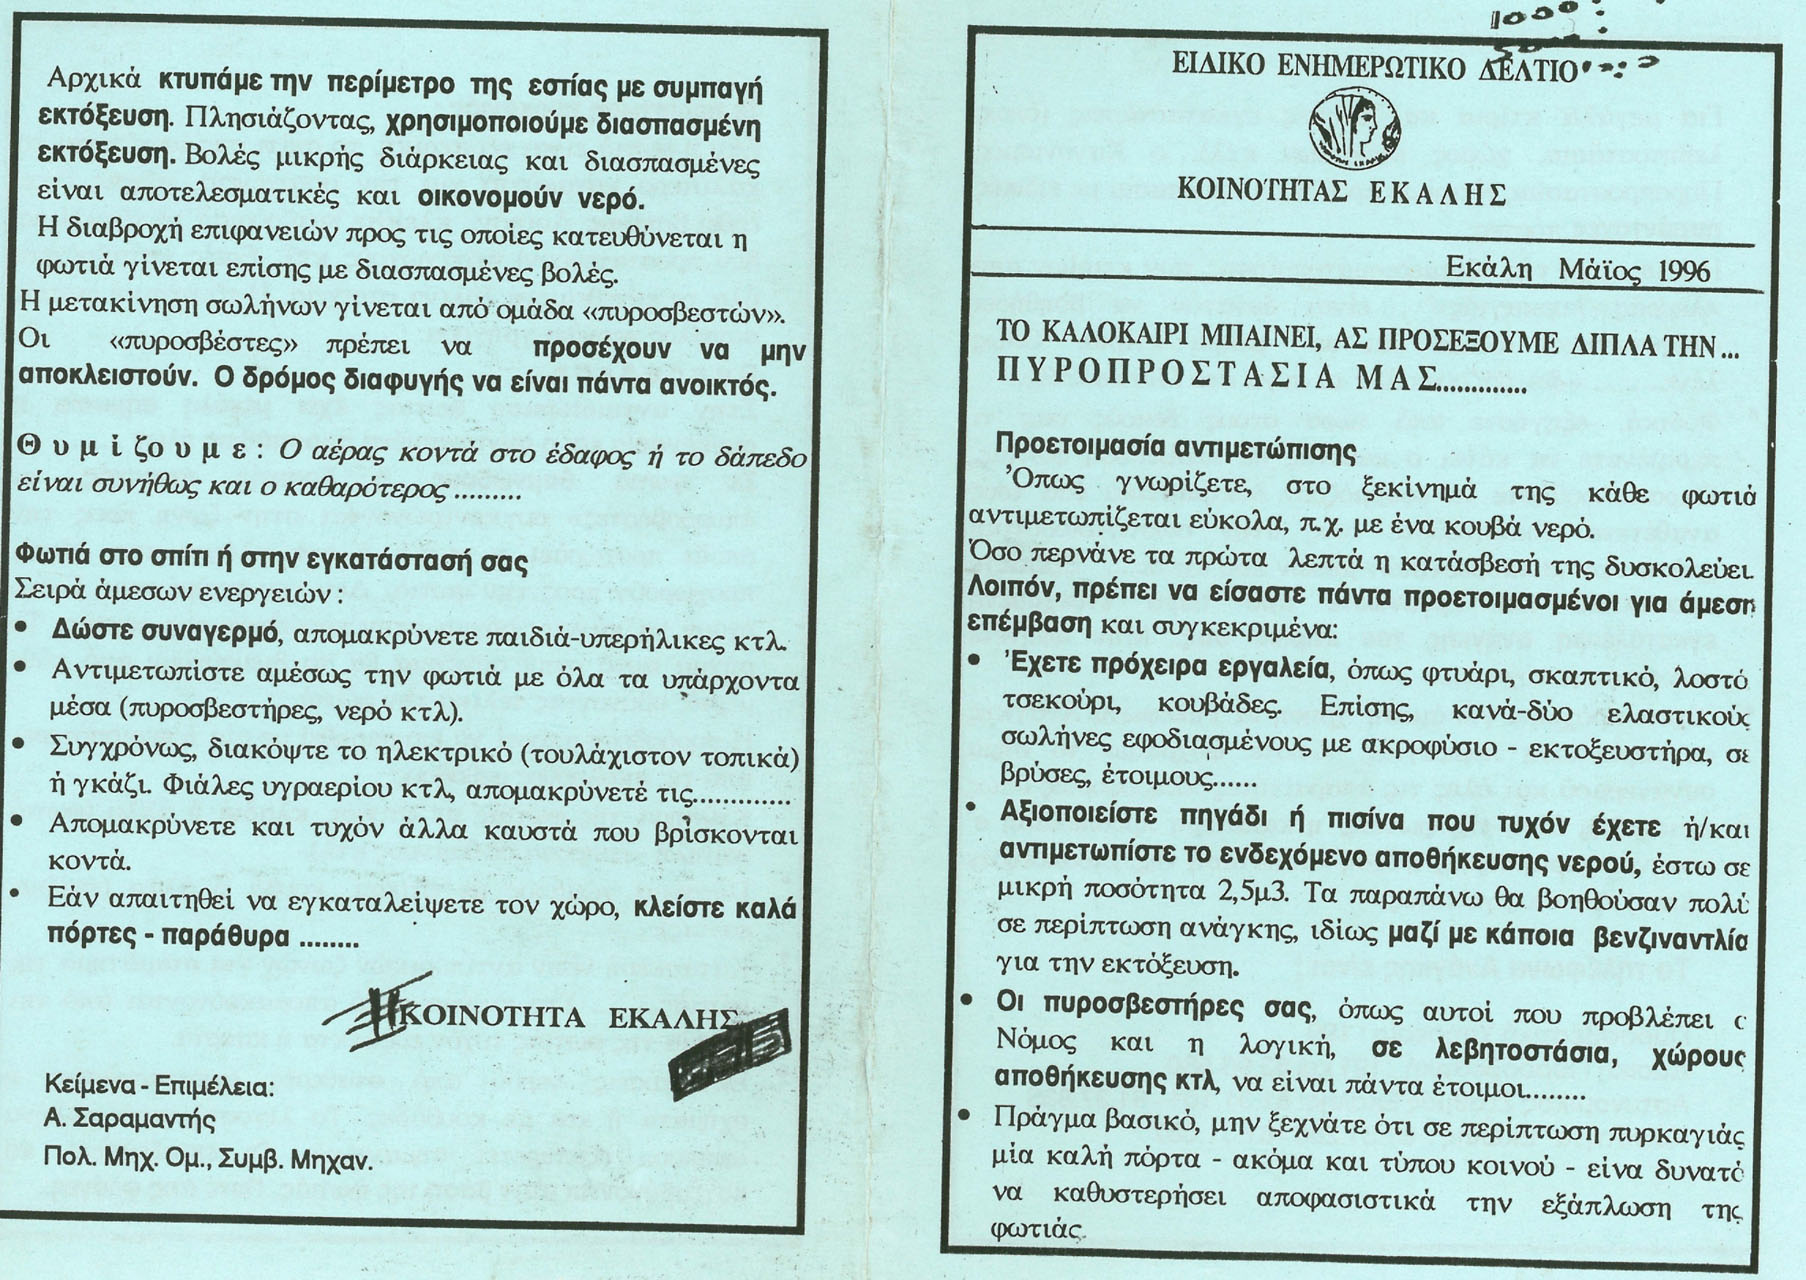 Αρχικά κτυπάμε την περίμετρο της εστίας με συμπαγή
εκτόξευση. Πλησιάζοντας, χρησιμοποιούμε διασπασμένη
εκτόξευση. Βολές μικρής διάρκειας και διασπασμένες
είναι αποτελεσματικές και οικονομούν νερό.
Η διαβροχή επιφανειών προς τις οποίες κατευθύνεται η
φωτιά γίνεται επίσης με διασπασμένες βολές.
Η μετακίνηση σωλήνων γίνεται από ομάδα «πυροσβεστών».
Οι «πυροσβέστες» πρέπει να προσέχουν να μην
αποκλειστούν. Ο δρόμος διαφυγής να είναι πάντα ανοικτός.
Θυμίζουμε: Ο αέρας κοντά στο έδαφος ή το δάπεδο
είναι συνήθως και ο καθαρότερος ........
Φωτιά στο σπίτι ή στην εγκατάστασή σας
Σειρά άμεσων ενεργειών :
• Δώστε συναγερμό, απομακρύνετε παιδιά-υπερήλικες κτλ.
• Αντιμετωπίστε αμέσως την φωτιά με όλα τα υπάρχοντα
μέσα (πυροσβεστήρες, νερό κτλ).
• Συγχρόνως, διακόψτε το ηλεκτρικό (τουλάχιστον τοπικά)
ή γκάζι. Φιάλες υγραερίου κτλ, απομακρύνετέ τις.............
• Απομακρύνετε και τυχόν άλλα καυστά που βρίσκονται
κοντά.
• Εάν απαιτηθεί να εγκαταλείψετε τον χώρο, κλείστε καλά
πόρτες - παράθυρα ........
Η ΚΟΙΝΟΤΗΤΑ ΕΚΑΛΗΣ
Κείμενα - Επιμέλεια:
Α. Σαραμαντής
Πολ. Μηχ. Ομ., Συμβ. Μηχαν.
1000
ΕΙΔΙΚΟ ΕΝΗΜΕΡΩΤΙΚΟ ΔΕΛΤΙΟ
ΚΟΙΝΟΤΗΤΑΣ ΕΚΑΛΗΣ
Εκάλη Μάϊος 1996
ΤΟ ΚΑΛΟΚΑΙΡΙ ΜΠΑΙΝΕΙ, ΑΣ ΠΡΟΣΕΞΟΥΜΕ ΔΙΠΛΑ ΤΗΝ...
ΠΥΡΟΠΡΟΣΤΑΣΙΑ ΜΑΣ............
Προετοιμασία αντιμετώπισης
Όπως γνωρίζετε, στο ξεκίνημά της κάθε φωτιά
αντιμετωπίζεται εύκολα, π.χ. με ένα κουβά νερό.
Όσο περνάνε τα πρώτα λεπτά η κατάσβεσή της δυσκολεύει.
Λοιπόν, πρέπει να είσαστε πάντα προετοιμασμένοι για άμεση
επέμβαση και συγκεκριμένα:
• Έχετε πρόχειρα εργαλεία, όπως φτυάρι, σκαπτικό, λοστό
τσεκούρι, κουβάδες. Επίσης, κανά-δύο ελαστικούς
σωλήνες εφοδιασμένους με ακροφύσιο - εκτοξευστήρα, σε
βρύσες, έτοιμους......
• Αξιοποιείστε πηγάδι ή πισίνα που τυχόν έχετε ή/και
αντιμετωπίστε το ενδεχόμενο αποθήκευσης νερού, έστω σε
μικρή ποσότητα 2,5μ3. Τα παραπάνω θα βοηθούσαν πολύ
σε περίπτωση ανάγκης, ιδίως μαζί με κάποια βενζιναντλία
για την εκτόξευση.
• Οι πυροσβεστήρες σας, όπως αυτοί που προβλέπει ο
Νόμος και η λογική, σε λεβητοστάσια, χώρους
αποθήκευσης κτλ, να είναι πάντα έτοιμοι........
• Πράγμα βασικό, μην ξεχνάτε ότι σε περίπτωση πυρκαγιάς
μία καλή πόρτα - ακόμα και τύπου κοινού - είνα δυνατό
να καθυστερήσει αποφασιστικά την εξάπλωση της
φωτιάς.